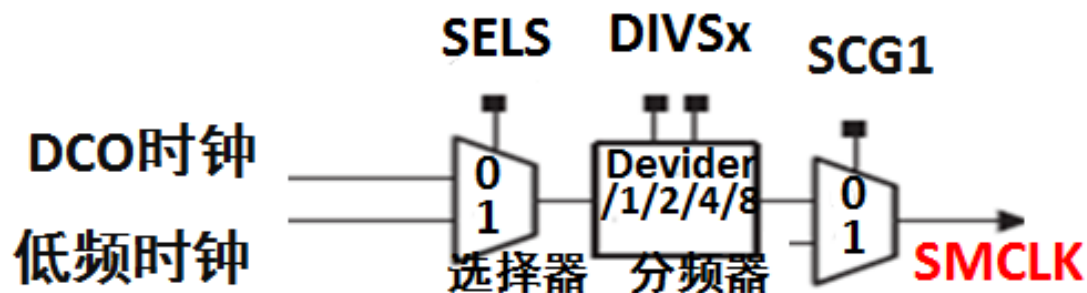 SELS
DIVSx
SCG1
DCO时钟
0
1
Devider
/1/2/4/8
0
1
低频时钟
选择器
分频器
SMCLK